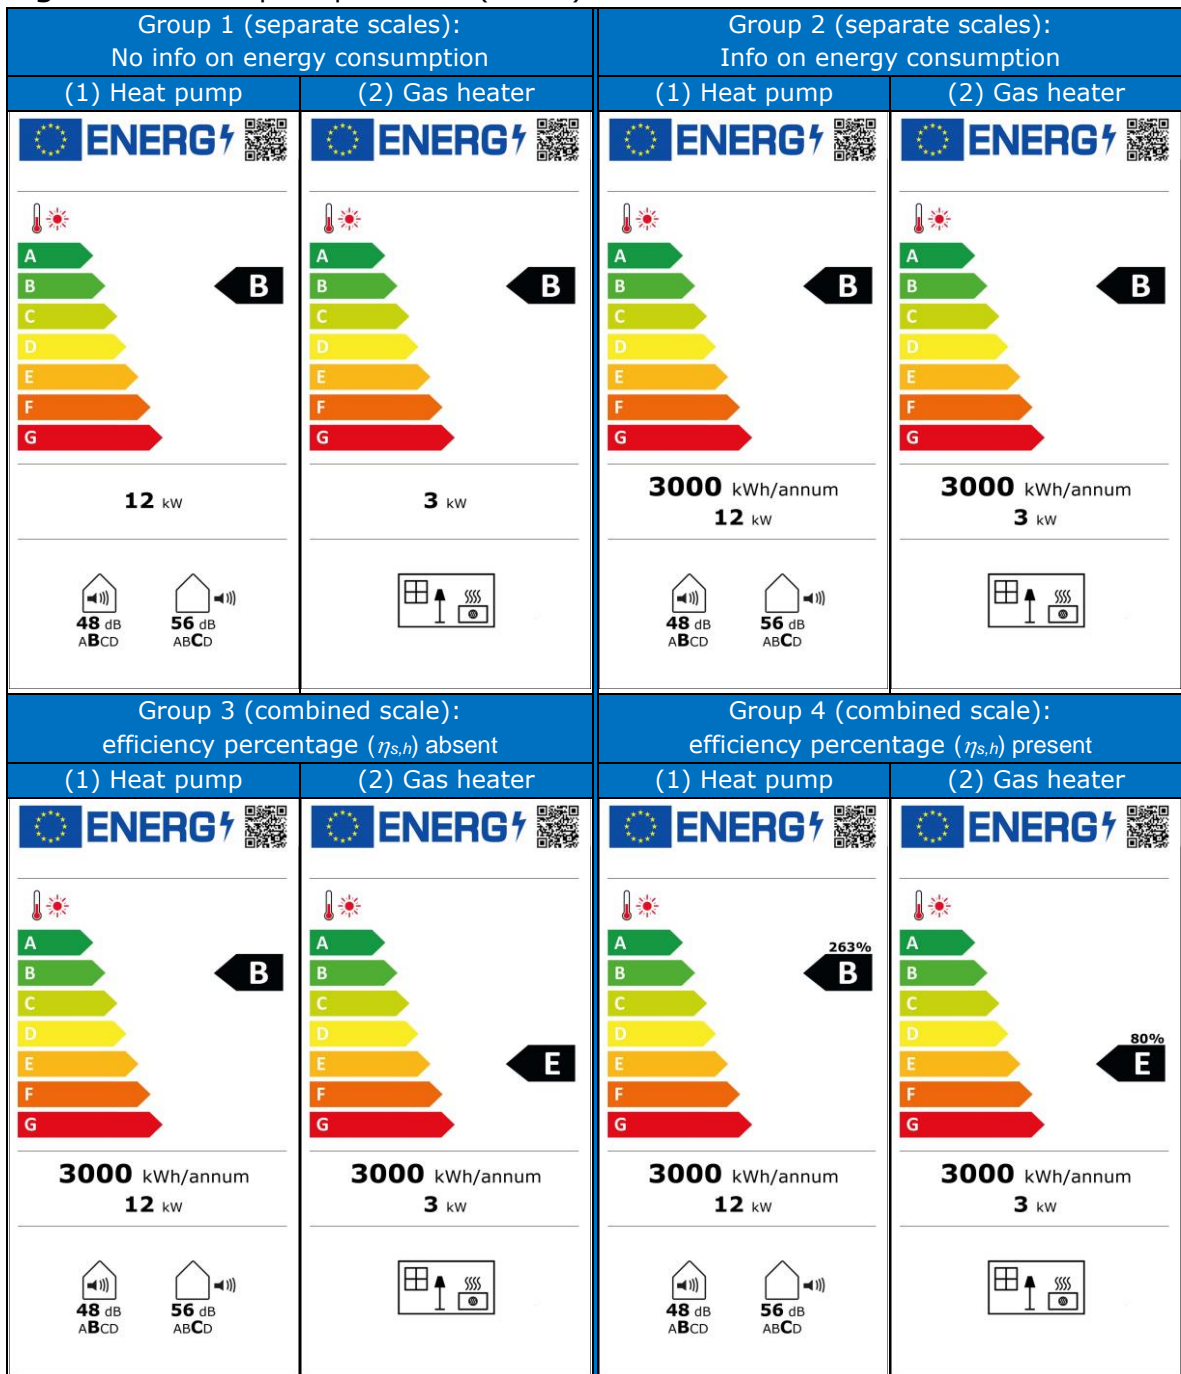 Group 1 (separate scales):
No info on energy consumption
Group 2 (separate scales):
Info on energy consumption
(1) Heat pump
(2) Gas heater
(1) Heat pump
(2) Gas heater
ENERG
ENERG
ENERG
ENERG
A
B
C
D
E
F
G
B
A
B
C
D
E
F
G
B
A
B
C
D
E
F
G
B
A
B
C
D
E
F
G
B
12 kW
3 kW
3000 kWh/annum
12 kW
3000 kWh/annum
3 kW
48 dB
ABCD
56 dB
ABCD
48 dB
ABCD
56 dB
ABCD
Group 3 (combined scale):
efficiency percentage (ηs,h) absent
Group 4 (combined scale):
efficiency percentage (ηs,h) present
(1) Heat pump
(2) Gas heater
(1) Heat pump
(2) Gas heater
ENERG
ENERG
ENERG
ENERG
A
B
C
D
E
F
G
B
A
B
C
D
E
F
G
E
A
B
C
D
E
F
G
263%
B
A
B
C
D
E
F
G
80%
E
3000 kWh/annum
12 kW
3000 kWh/annum
3 kW
3000 kWh/annum
12 kW
3000 kWh/annum
3 kW
48 dB
ABCD
56 dB
ABCD
48 dB
ABCD
56 dB
ABCD